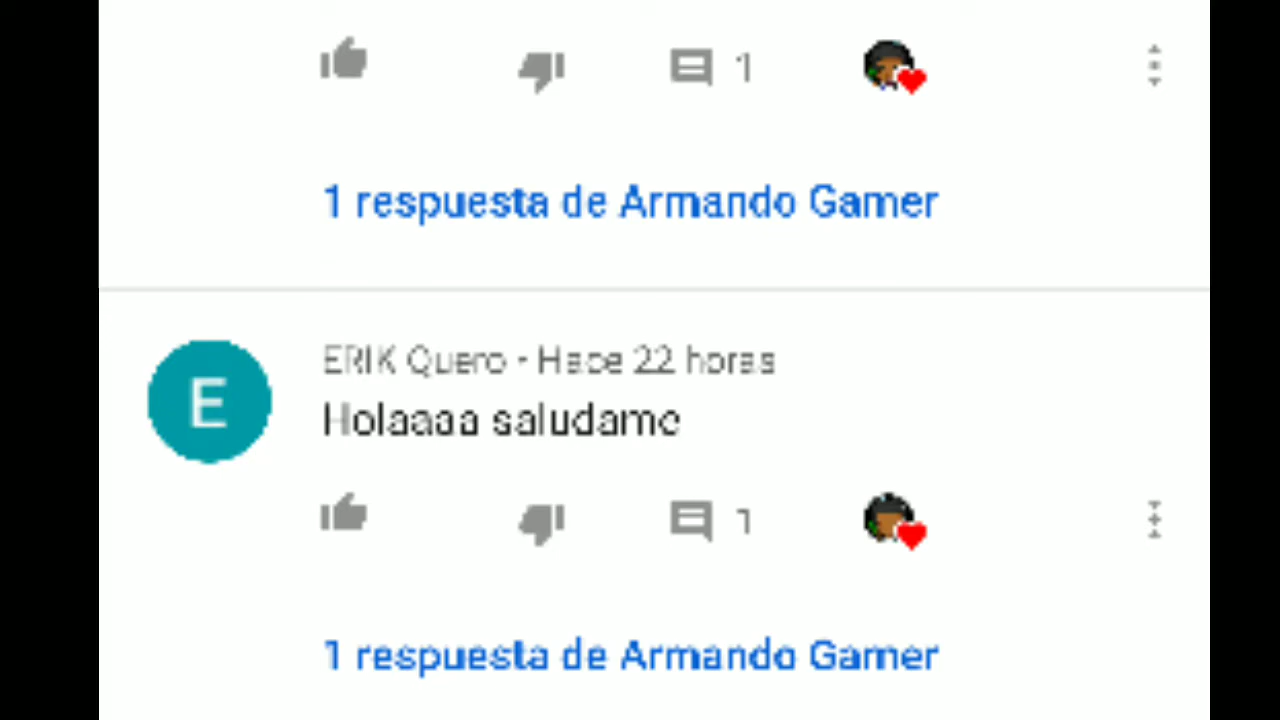 1
1 respuesta de Armando Gamer
E
ERIK Quero • Hace 22 horas
Holaaaa saludame
1
1 respuesta de Armando Gamer